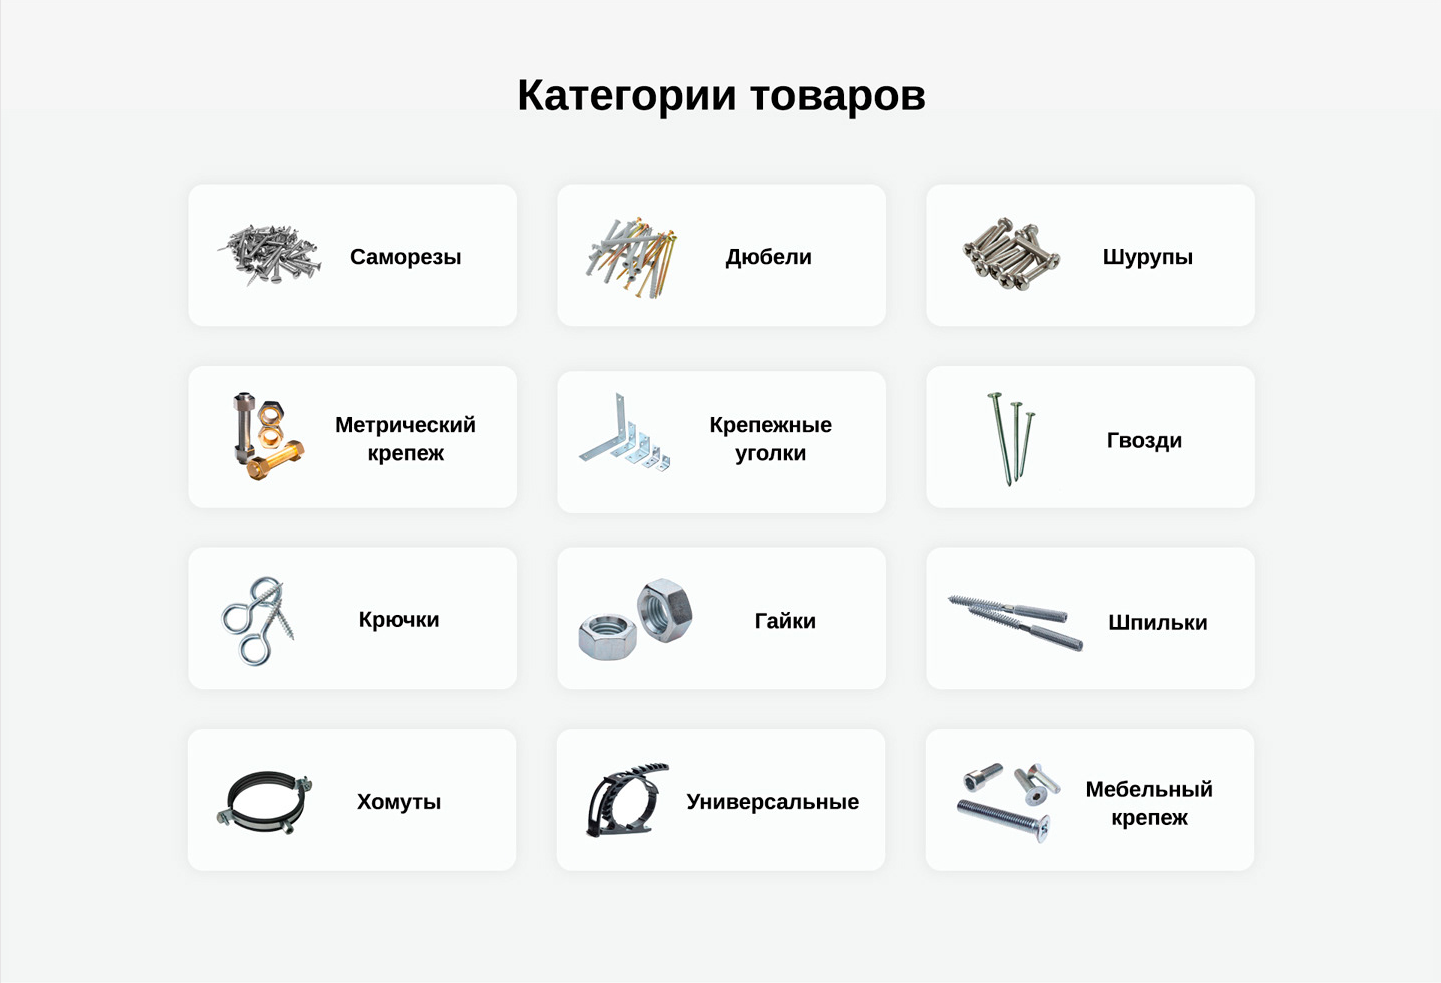 Категории товаров
Саморезы
Дюбели
Шурупы
Метрический
крепеж
Крепежные
уголки
Гвозди
Крючки
Гайки
Шпильки
Хомуты
Универсальные
Мебельный
крепеж